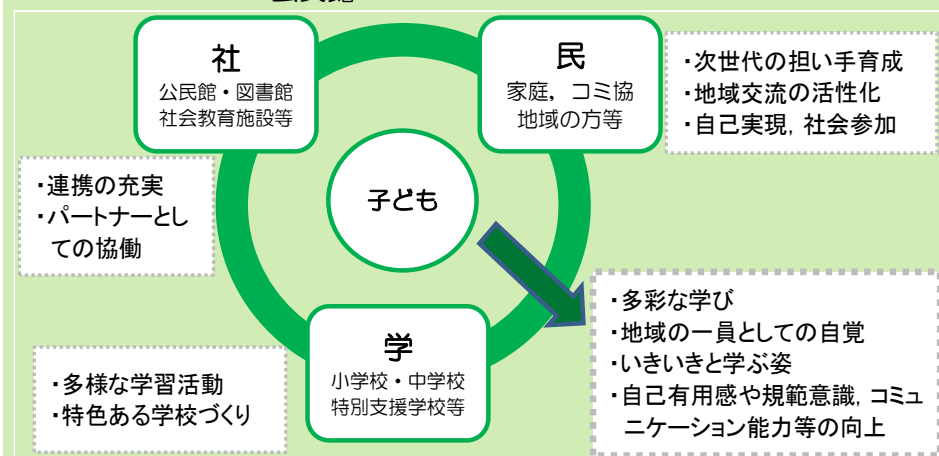 社
公民館・図書館
社会教育施設等
民
家庭，コミ協
地域の方等
・次世代の担い手育成
・地域交流の活性化
・自己実現，社会参加
・連携の充実
・パートナーとし
ての協働
子ども
・多彩な学び
・地域の一員としての自覚
・いきいきと学ぶ姿
・自己有用感や規範意識，コミュ
ニケーション能力等の向上
学
小学校・中学校
特別支援学校等
・多様な学習活動
・特色ある学校づくり